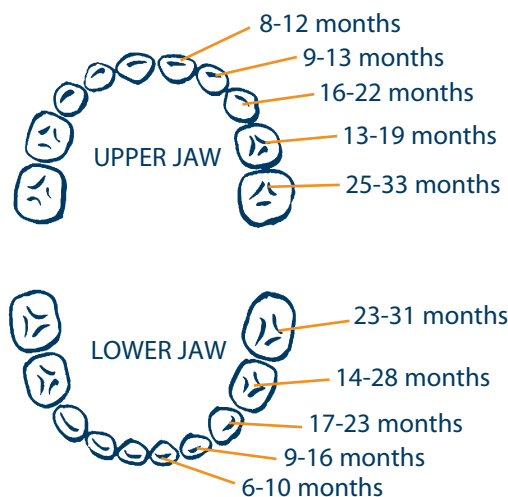 8-12 months
9-13 months
16-22 months
13-19 months
UPPER JAW
25-33 months
23-31 months
LOWER JAW
14-28 months
17-23 months
9-16 months
6-10 months